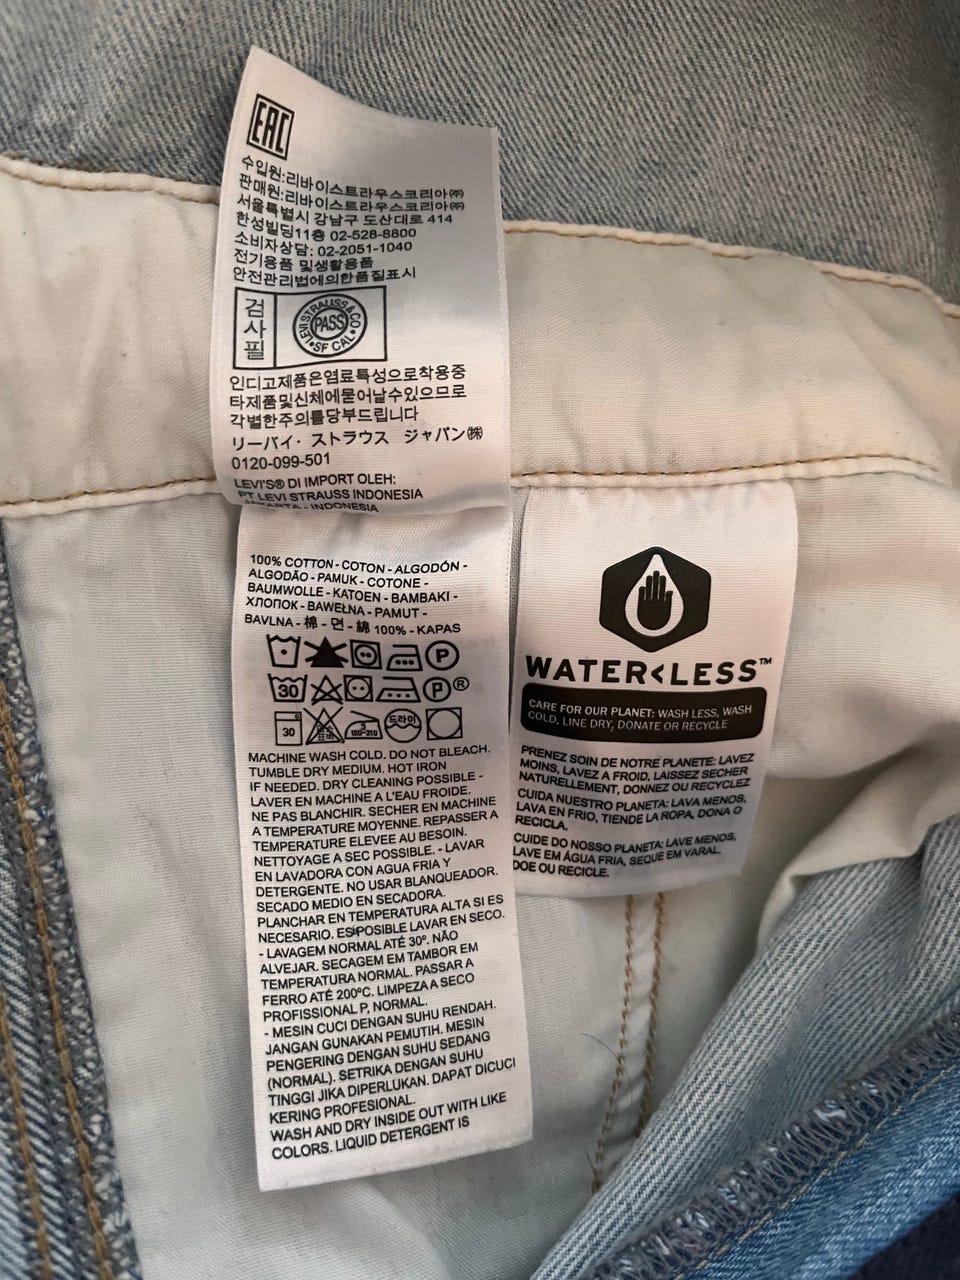 EAC
수입원:리바이스트라우스코리아㈜
판매원:리바이스트라우스코리아㈜
서울특별시 강남구 도산대로 414
한성빌딩11층 02-528-8800
소비자상담: 02-2051-1040
전기용품 및생활용품
안전관리법에의한품질표시
검사필
LEVI STRAUSS & CO.
PASS
SF CAL
인디고제품은염료특성으로착용중
타제품및신체에묻어날수있으므로
각별한주의를당부드립니다
リーバイ・ストラウス ジャパン㈱
0120-099-501
LEVI'S® DI IMPORT OLEH:
PT LEVI STRAUSS INDONESIA
JAKARTA - INDONESIA
100% COTTON - COTON - ALGODÓN -
ALGODÃO - PAMUK - COTONE -
BAUMWOLLE - KATOEN - BAMBAKI -
ХЛОПОК - BAWEŁNA - PAMUT -
BAVLNA - 棉 - 면 - 綿 100% - KAPAS
P
30 P ®
30 드라이
MACHINE WASH COLD. DO NOT BLEACH.
TUMBLE DRY MEDIUM. HOT IRON
IF NEEDED. DRY CLEANING POSSIBLE -
LAVER EN MACHINE A L'EAU FROIDE.
NE PAS BLANCHIR. SECHER EN MACHINE
A TEMPERATURE MOYENNE. REPASSER A
TEMPERATURE ELEVEE AU BESOIN.
NETTOYAGE A SEC POSSIBLE. - LAVAR
EN LAVADORA CON AGUA FRIA Y
DETERGENTE. NO USAR BLANQUEADOR.
SECADO MEDIO EN SECADORA.
PLANCHAR EN TEMPERATURA ALTA SI ES
NECESARIO. ES POSIBLE LAVAR EN SECO.
- LAVAGEM NORMAL ATÉ 30º. NÃO
ALVEJAR. SECAGEM EM TAMBOR EM
TEMPERATURA NORMAL. PASSAR A
FERRO ATÉ 200ºC. LIMPEZA A SECO
PROFISSIONAL P, NORMAL.
- MESIN CUCI DENGAN SUHU RENDAH.
JANGAN GUNAKAN PEMUTIH. MESIN
PENGERING DENGAN SUHU SEDANG
(NORMAL). SETRIKA DENGAN SUHU
TINGGI JIKA DIPERLUKAN. DAPAT DICUCI
KERING PROFESIONAL.
WASH AND DRY INSIDE OUT WITH LIKE
COLORS. LIQUID DETERGENT IS
WATER<LESS™
CARE FOR OUR PLANET: WASH LESS, WASH
COLD, LINE DRY, DONATE OR RECYCLE
PRENEZ SOIN DE NOTRE PLANETE: LAVEZ
MOINS, LAVEZ A FROID, LAISSEZ SECHER
NATURELLEMENT, DONNEZ OU RECYCLEZ
CUIDA NUESTRO PLANETA: LAVA MENOS,
LAVA EN FRIO, TIENDE LA ROPA, DONA O
RECICLA.
CUIDE DO NOSSO PLANETA: LAVE MENOS,
LAVE EM ÁGUA FRIA, SEQUE EM VARAL,
DOE OU RECICLE.